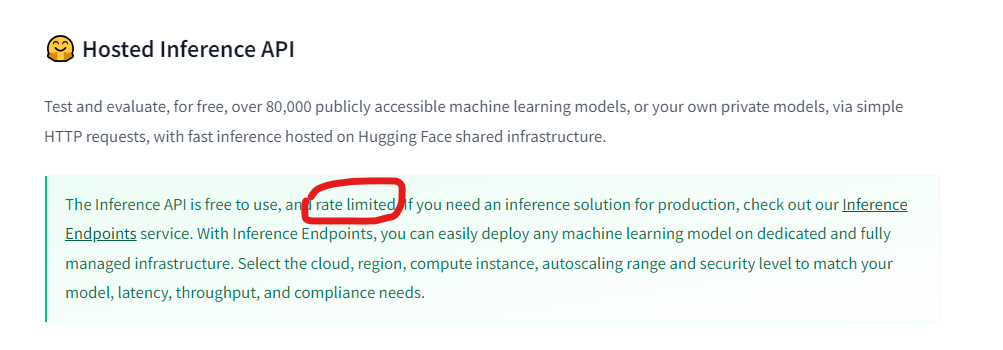 Hosted Inference API
Test and evaluate, for free, over 80,000 publicly accessible machine learning models, or your own private models, via simple
HTTP requests, with fast inference hosted on Hugging Face shared infrastructure.
The Inference API is free to use, and rate limited. If you need an inference solution for production, check out our Inference
Endpoints service. With Inference Endpoints, you can easily deploy any machine learning model on dedicated and fully
managed infrastructure. Select the cloud, region, compute instance, autoscaling range and security level to match your
model, latency, throughput, and compliance needs.